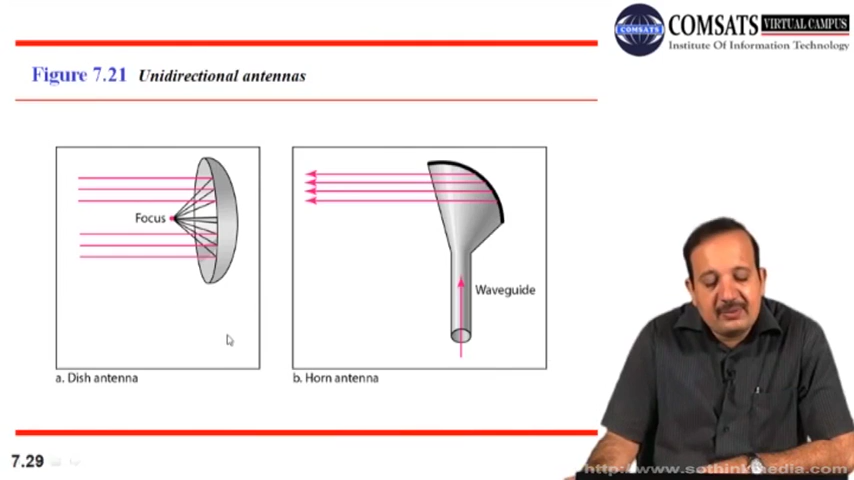 COMSATS VIRTUAL CAMPUS
COMSATS
Institute Of Information Technology
Figure 7.21 Unidirectional antennas
Focus
Waveguide
a. Dish antenna
b. Horn antenna
7.29
http://www.sothinkmedia.com